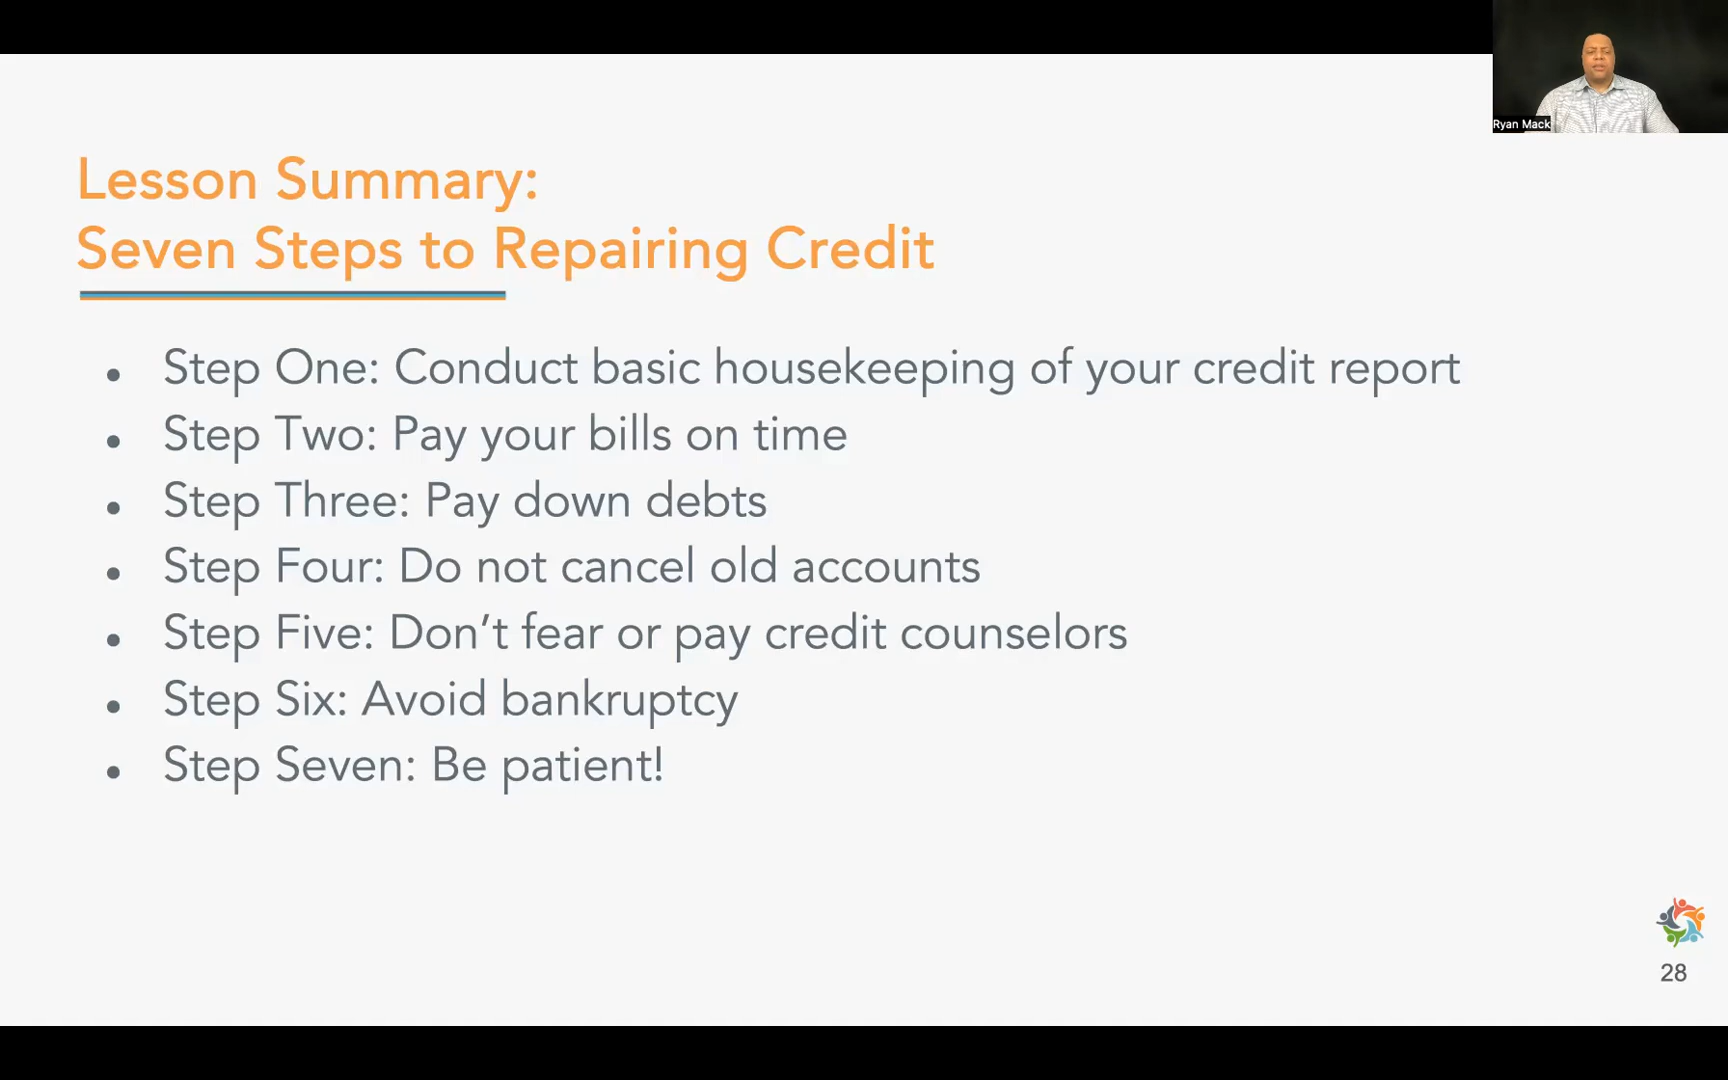 Ryan Mack
Lesson Summary:
Seven Steps to Repairing Credit
• Step One: Conduct basic housekeeping of your credit report
• Step Two: Pay your bills on time
• Step Three: Pay down debts
• Step Four: Do not cancel old accounts
• Step Five: Don’t fear or pay credit counselors
• Step Six: Avoid bankruptcy
• Step Seven: Be patient!
28